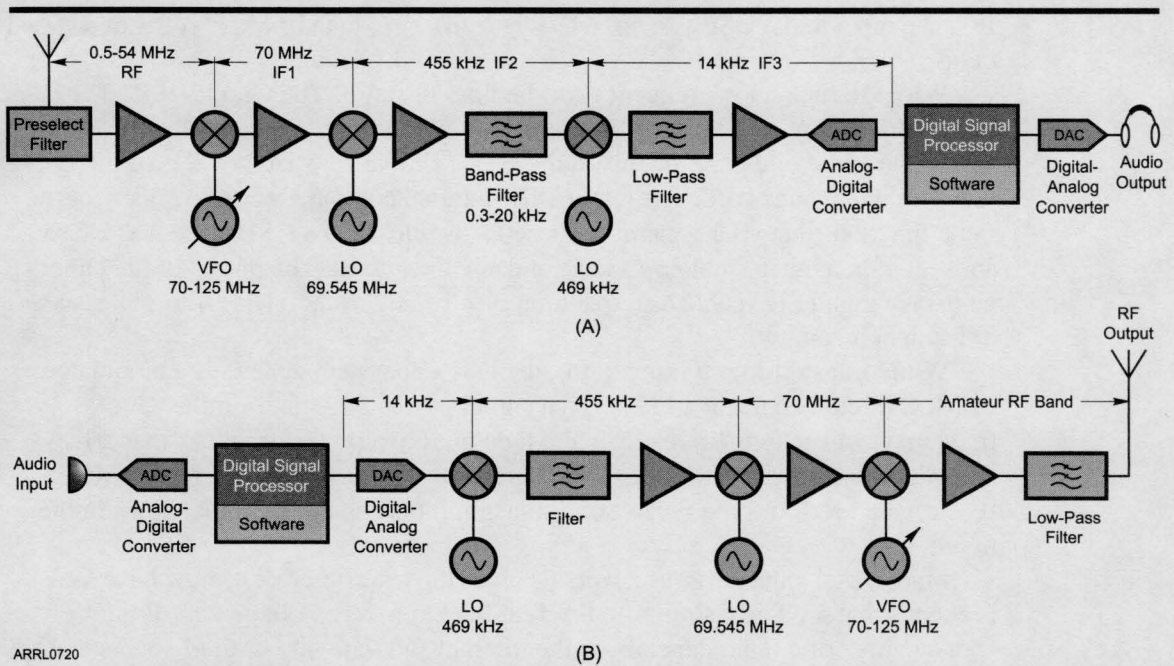 0.5-54 MHz
RF
70 MHz
IF1
455 kHz IF2
14 kHz IF3
Preselect
Filter
ADC
Digital Signal
Processor
Software
DAC
Band-Pass
Filter
0.3-20 kHz
Low-Pass
Filter
Analog-
Digital
Converter
Digital-
Analog
Converter
Audio
Output
VFO
70-125 MHz
LO
69.545 MHz
LO
469 kHz
(A)
RF
Output
14 kHz
455 kHz
70 MHz
Amateur RF Band
Audio
Input
ADC
Digital Signal
Processor
Software
DAC
Analog-
Digital
Converter
Digital-
Analog
Converter
Filter
Low-Pass
Filter
LO
469 kHz
LO
69.545 MHz
VFO
70-125 MHz
ARRL0720
(B)